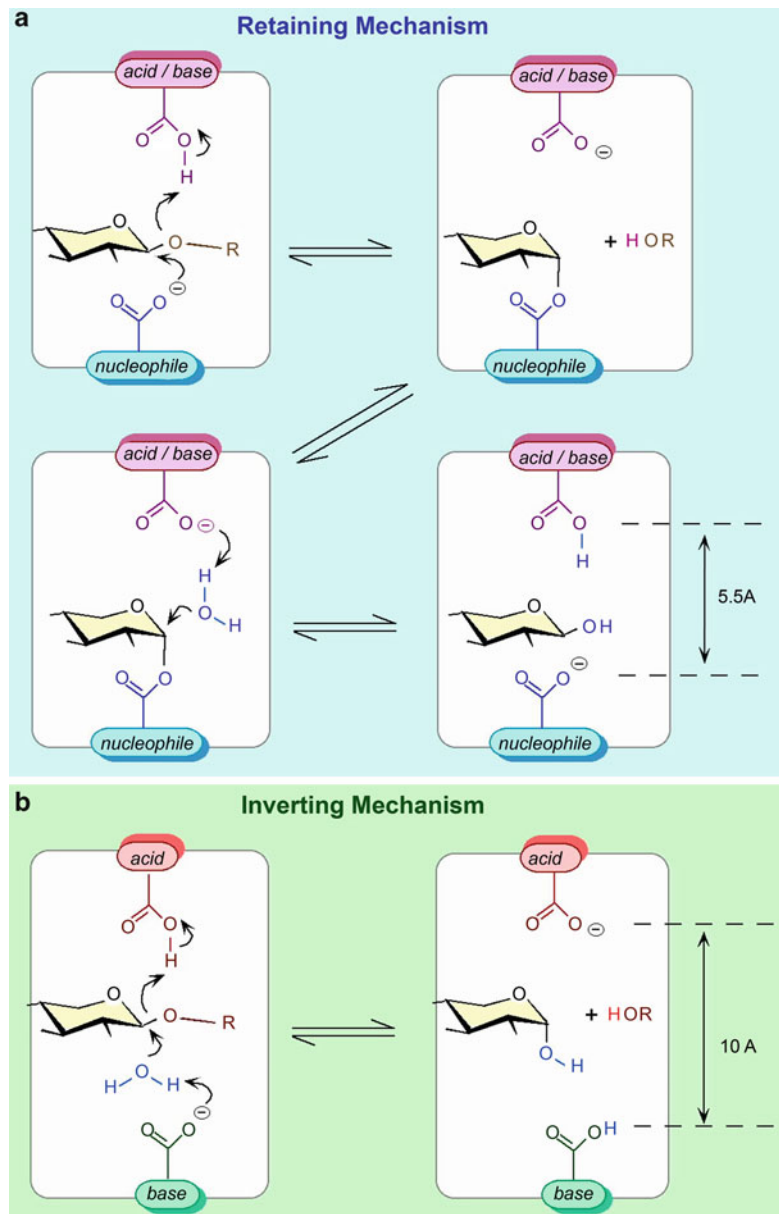 a
Retaining Mechanism
acid / base
O
O
H
O
O
R
O
O
−
nucleophile
acid / base
O
O
−
O
O
O
+ H OR
nucleophile
acid / base
O
O
−
H
O
H
O
O
O
nucleophile
acid / base
O
O
H
O
OH
−
O
O
nucleophile
5.5A
b
Inverting Mechanism
acid
O
O
H
O
O
R
O
H
H
−
O
O
base
acid
O
O
−
O
O
H
+ HOR
O
OH
base
10 A